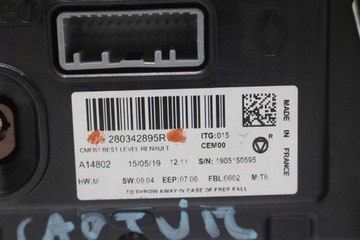 280342895R
ITG:015
R
CMFB? BEST LEVEL RENAULT
CEM00
A14802 15/05/19 12:11 S/N: 1905150595
HW:M SW:09.04 EEP:07.06 FBL:0602 M:T6
TO THROW AWAY IN CASE OF FREE FALL
MADE IN FRANCE
CAPTUR